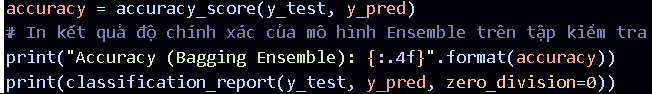 accuracy = accuracy_score(y_test, y_pred)
# In kết quả độ chính xác của mô hình Ensemble trên tập kiểm tra
print("Accuracy (Bagging Ensemble): {:.4f}".format(accuracy))
print(classification_report(y_test, y_pred, zero_division=0))